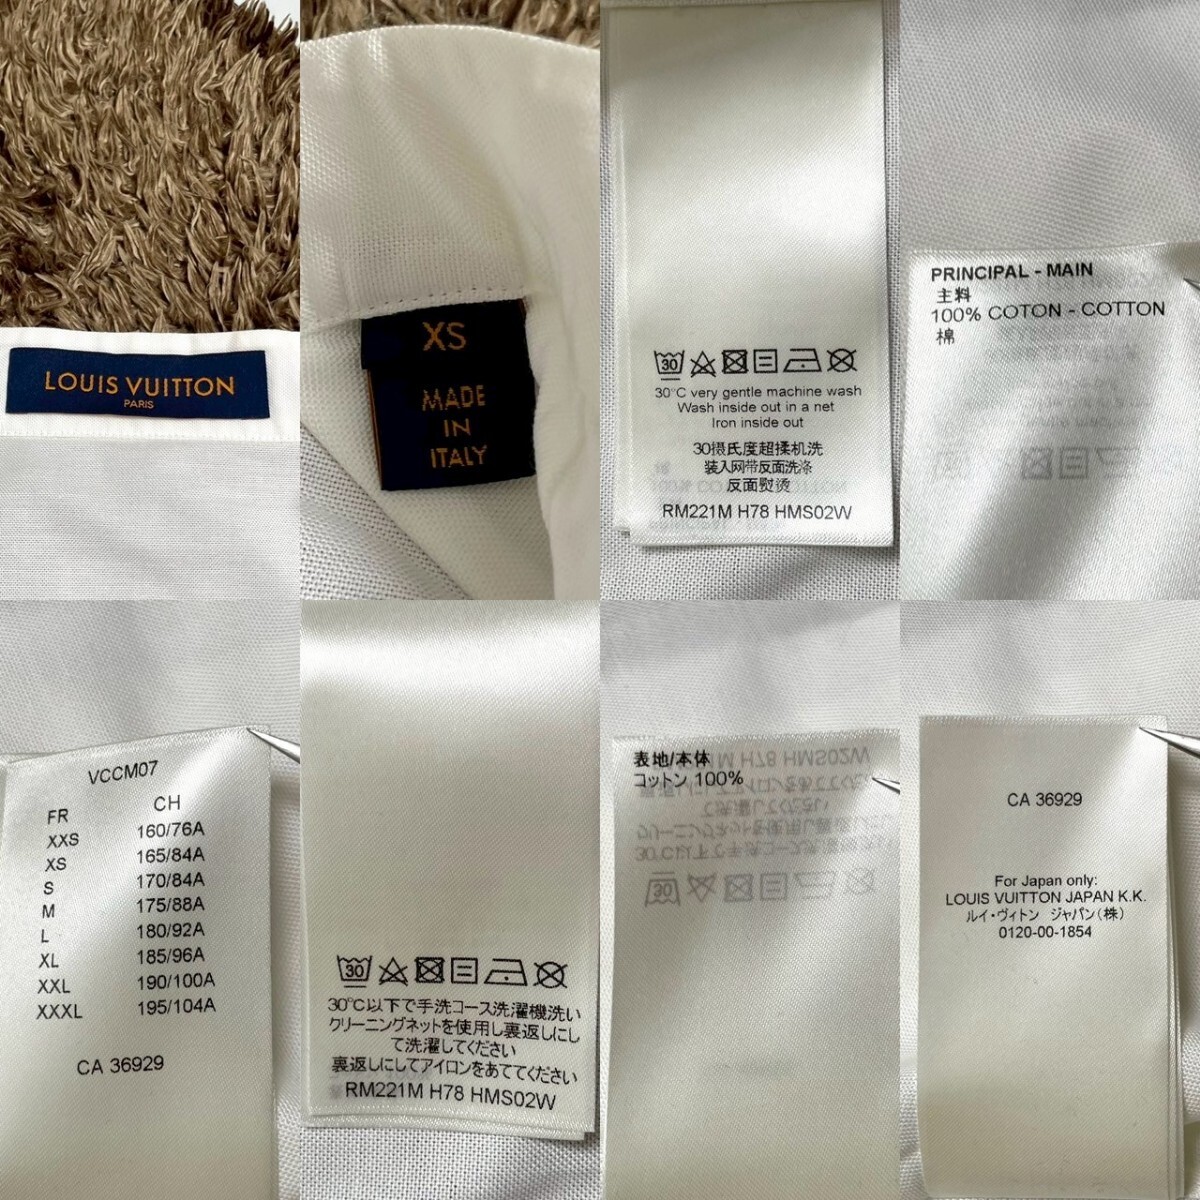 LOUIS VUITTON
PARIS
XS
MADE
IN
ITALY
30
30°C very gentle machine wash
Wash inside out in a net
Iron inside out
30摄氏度超揉机洗
装入网带反面洗涤
反面熨烫
RM221M H78 HMS02W
PRINCIPAL - MAIN
主料
100% COTON - COTTON
棉
VCCM07
FR CH
XXS 160/76A
XS 165/84A
S 170/84A
M 175/88A
L 180/92A
XL 185/96A
XXL 190/100A
XXXL 195/104A
CA 36929
30
30°C以下で手洗コース洗濯機洗い
クリーニングネットを使用し裏返しにし
て洗濯してください
裏返しにしてアイロンをあててください
RM221M H78 HMS02W
表地/本体
コットン 100%
CA 36929
For Japan only:
LOUIS VUITTON JAPAN K.K.
ルイ・ヴィトン ジャパン(株)
0120-00-1854